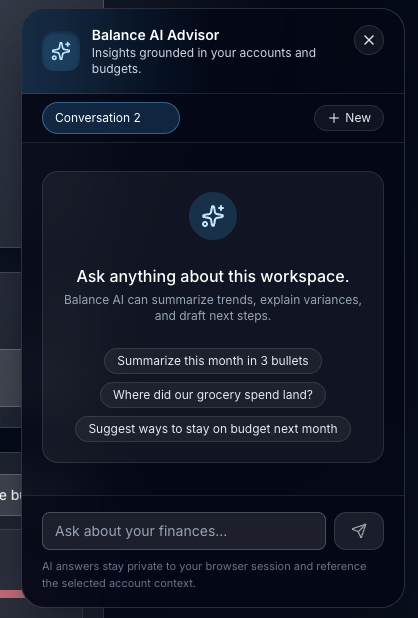 Balance AI Advisor
Insights grounded in your accounts and
budgets.
Conversation 2
New
Ask anything about this workspace.
Balance AI can summarize trends, explain variances,
and draft next steps.
Summarize this month in 3 bullets
Where did our grocery spend land?
Suggest ways to stay on budget next month
Ask about your finances...
AI answers stay private to your browser session and reference
the selected account context.